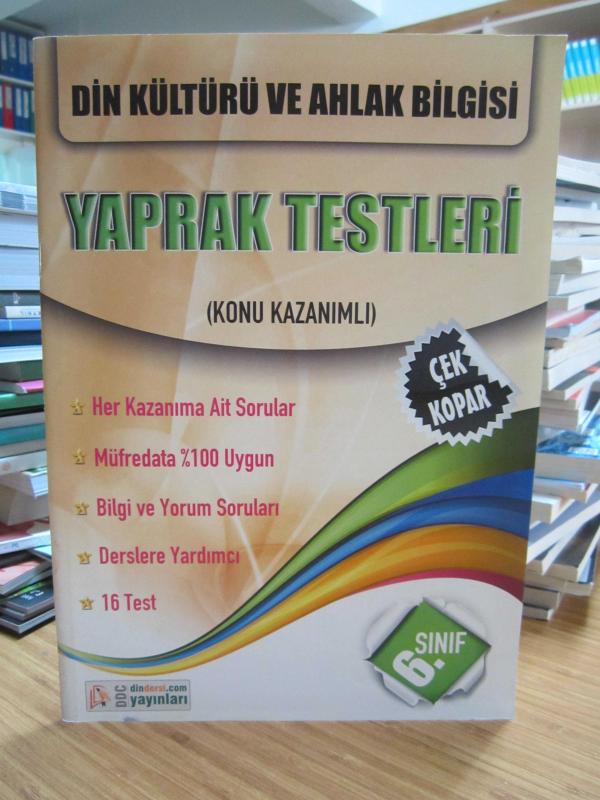 DİN KÜLTÜRÜ VE AHLAK BİLGİSİ
YAPRAK TESTLERİ
(KONU KAZANIMLI)
ÇEK
KOPAR
Her Kazanıma Ait Sorular
Müfredata %100 Uygun
Bilgi ve Yorum Soruları
Derslere Yardımcı
16 Test
6. SINIF
DDC
dindersi.com
yayınları